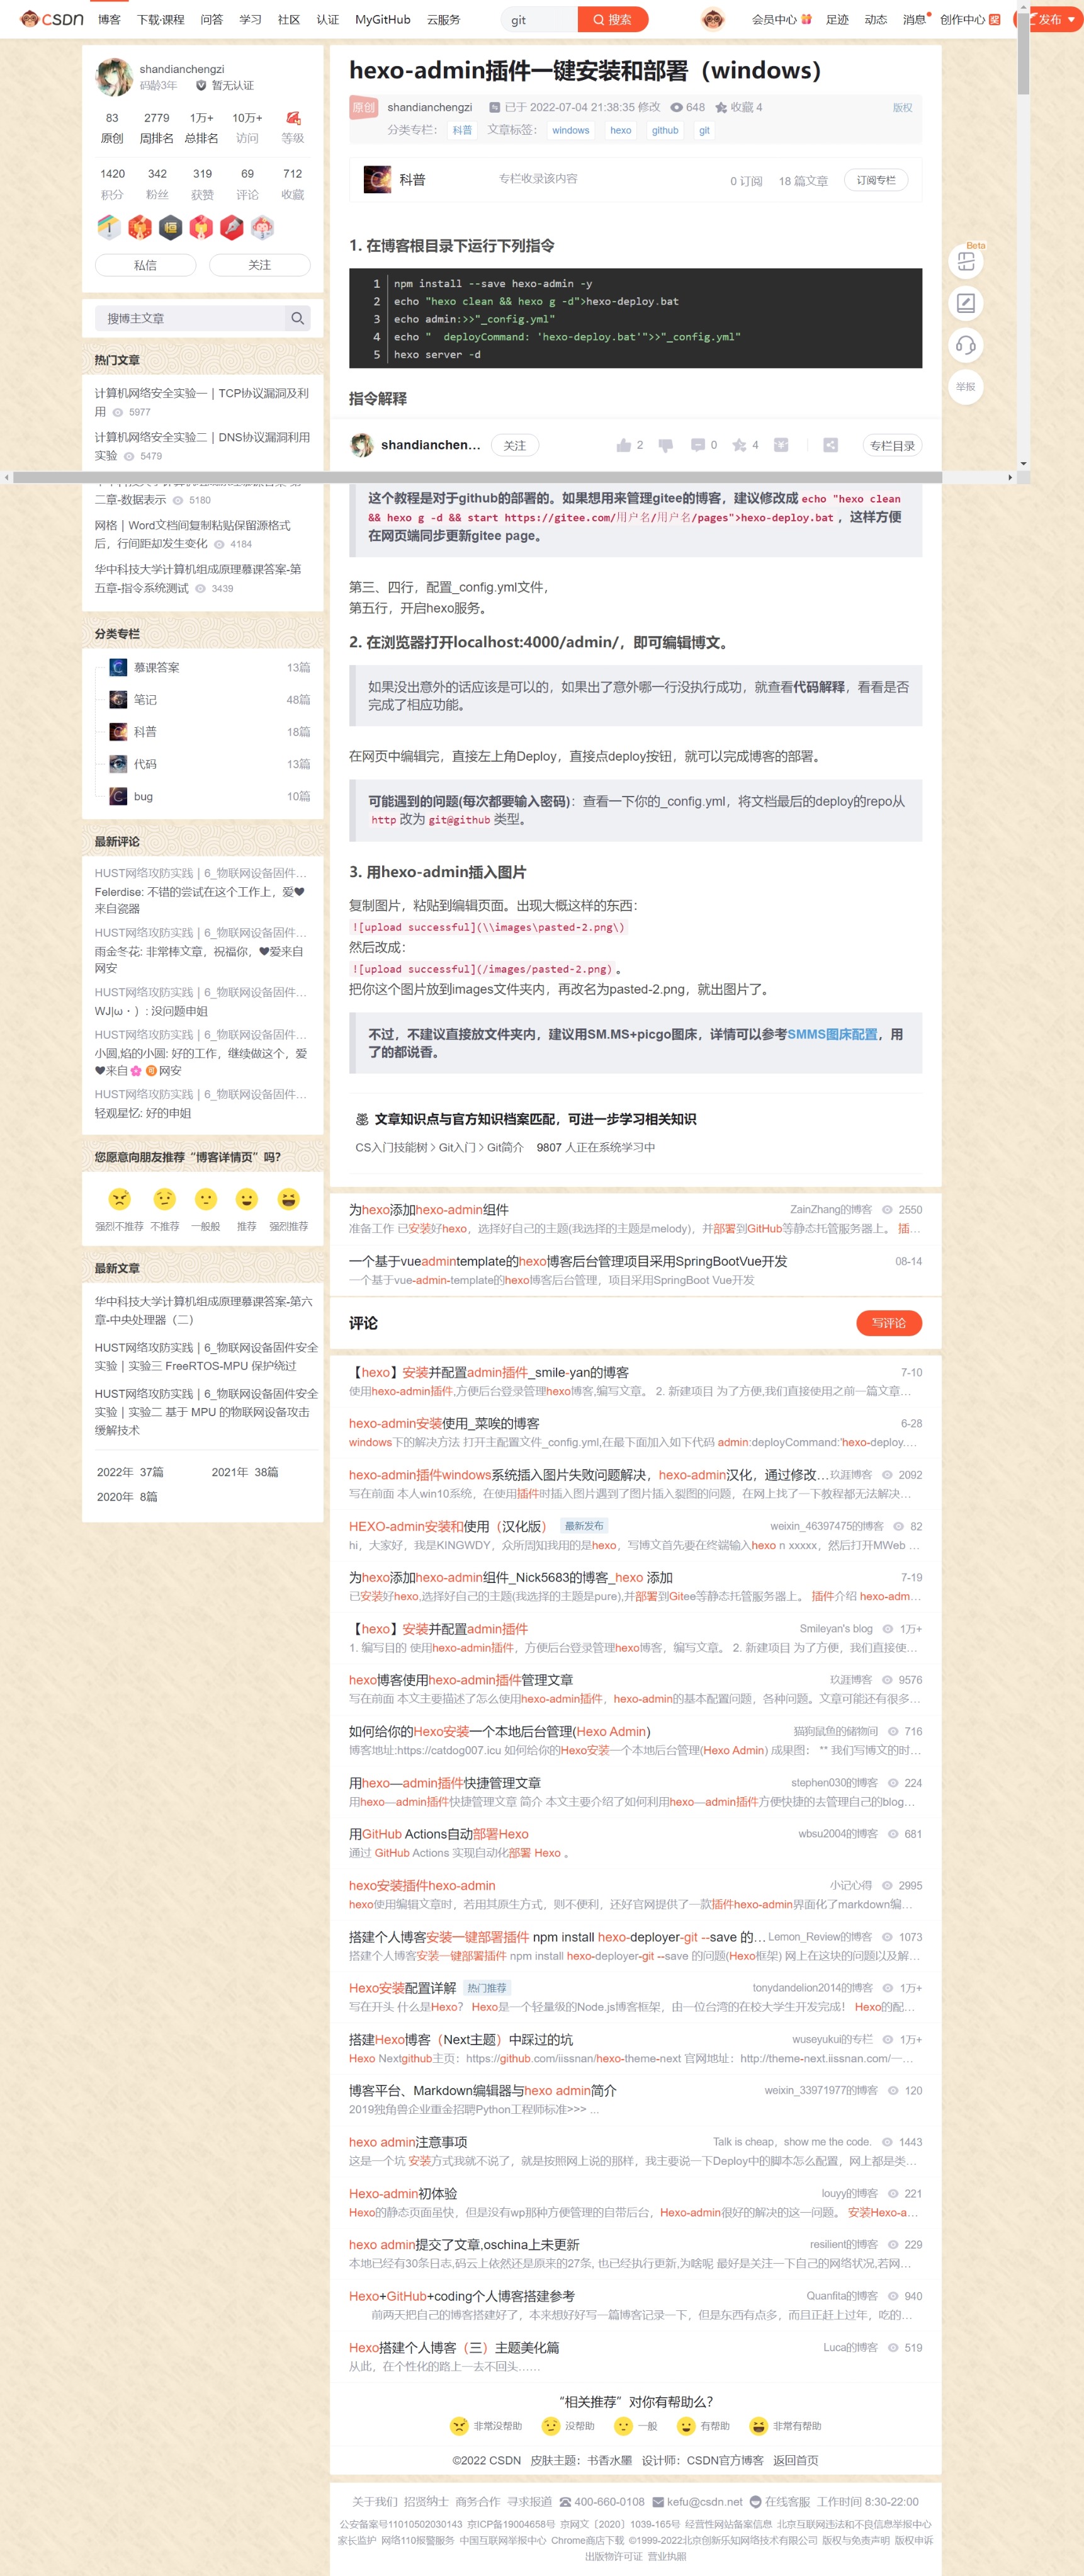 CSDN 博客 下载·课程 问答 学习 社区 认证 MyGitHub 云服务 git 搜索 会员中心 足迹 动态 消息 创作中心 发布
shandianchengzi
码龄3年 暂无认证
83 2779 1万+ 10万+
原创 周排名 总排名 访问 等级
1420 342 319 69 712
积分 粉丝 获赞 评论 收藏
私信 关注
搜博主文章
热门文章
计算机网络安全实验一 | TCP协议漏洞及利
用 5977
计算机网络安全实验二 | DNS协议漏洞利用
实验 5479
二章-数据表示 5180
网格 | Word文档间复制粘贴保留源格式
后，行间距却发生变化 4184
华中科技大学计算机组成原理慕课答案-第
五章-指令系统测试 3439
分类专栏
慕课答案 13篇
笔记 48篇
科普 18篇
代码 13篇
bug 10篇
最新评论
HUST网络攻防实践 | 6_物联网设备固件...
Felerdise: 不错的尝试在这个工作上，爱❤
来自瓷器
HUST网络攻防实践 | 6_物联网设备固件...
雨金冬花: 非常棒文章，祝福你，❤爱来自
网安
HUST网络攻防实践 | 6_物联网设备固件...
WJ|ω・）: 没问题申姐
HUST网络攻防实践 | 6_物联网设备固件...
小圆,焰的小圆: 好的工作，继续做这个，爱
❤来自🌸㊙网安
HUST网络攻防实践 | 6_物联网设备固件...
轻观星忆: 好的申姐
您愿意向朋友推荐“博客详情页”吗？
强烈不推荐 不推荐 一般般 推荐 强烈推荐
最新文章
华中科技大学计算机组成原理慕课答案-第六
章-中央处理器（二）
HUST网络攻防实践 | 6_物联网设备固件安全
实验 | 实验三 FreeRTOS-MPU 保护绕过
HUST网络攻防实践 | 6_物联网设备固件安全
实验 | 实验二 基于 MPU 的物联网设备攻击
缓解技术
2022年 37篇 2021年 38篇
2020年 8篇
hexo-admin插件一键安装和部署（windows）
原创 shandianchengzi 已于 2022-07-04 21:38:35 修改 648 收藏 4 版权
分类专栏： 科普 文章标签： windows hexo github git
科普 专栏收录该内容 0 订阅 18 篇文章 订阅专栏
1. 在博客根目录下运行下列指令
1 npm install --save hexo-admin -y
2 echo "hexo clean && hexo g -d">hexo-deploy.bat
3 echo admin:>>"_config.yml"
4 echo "  deployCommand: 'hexo-deploy.bat'">>"_config.yml"
5 hexo server -d
指令解释
shandianchen... 关注 2 0 4 专栏目录
Beta
举报
这个教程是对于github的部署的。如果想用来管理gitee的博客，建议修改成 echo "hexo clean
&& hexo g -d && start https://gitee.com/用户名/用户名/pages">hexo-deploy.bat ，这样方便
在网页端同步更新gitee page。
第三、四行，配置_config.yml文件，
第五行，开启hexo服务。
2. 在浏览器打开localhost:4000/admin/，即可编辑博文。
如果没出意外的话应该是可以的，如果出了意外哪一行没执行成功，就查看代码解释，看看是否
完成了相应功能。
在网页中编辑完，直接左上角Deploy，直接点deploy按钮，就可以完成博客的部署。
可能遇到的问题(每次都要输入密码)：查看一下你的_config.yml，将文档最后的deploy的repo从
http 改为 git@github 类型。
3. 用hexo-admin插入图片
复制图片，粘贴到编辑页面。出现大概这样的东西：
![upload successful](\\images\pasted-2.png\)
然后改成：
![upload successful](/images/pasted-2.png) 。
把你这个图片放到images文件夹内，再改名为pasted-2.png，就出图片了。
不过，不建议直接放文件夹内，建议用SM.MS+picgo图床，详情可以参考SMMS图床配置，用
了的都说香。
文章知识点与官方知识档案匹配，可进一步学习相关知识
CS入门技能树 > Git入门 > Git简介 9807 人正在系统学习中
为hexo添加hexo-admin组件 ZainZhang的博客 2550
准备工作 已安装好hexo，选择好自己的主题(我选择的主题是melody)，并部署到GitHub等静态托管服务器上。 插...
一个基于vueadmintemplate的hexo博客后台管理项目采用SpringBootVue开发 08-14
一个基于vue-admin-template的hexo博客后台管理，项目采用SpringBoot Vue开发
评论 写评论
【hexo】安装并配置admin插件_smile-yan的博客 7-10
使用hexo-admin插件,方便后台登录管理hexo博客,编写文章。 2. 新建项目 为了方便,我们直接使用之前一篇文章...
hexo-admin安装使用_菜唉的博客 6-28
windows下的解决方法 打开主配置文件_config.yml,在最下面加入如下代码 admin:deployCommand:'hexo-deploy....
hexo-admin插件windows系统插入图片失败问题解决，hexo-admin汉化，通过修改... 玖涯博客 2092
写在前面 本人win10系统，在使用插件时插入图片遇到了图片插入裂图的问题，在网上找了一下教程都无法解决...
HEXO-admin安装和使用（汉化版） 最新发布 weixin_46397475的博客 82
hi，大家好，我是KINGWDY，众所周知我用的是hexo，写博文首先要在终端输入hexo n xxxxx，然后打开MWeb ...
为hexo添加hexo-admin组件_Nick5683的博客_hexo 添加 7-19
已安装好hexo,选择好自己的主题(我选择的主题是pure),并部署到Gitee等静态托管服务器上。 插件介绍 hexo-adm...
【hexo】安装并配置admin插件 Smileyan's blog 1万+
1. 编写目的 使用hexo-admin插件，方便后台登录管理hexo博客，编写文章。 2. 新建项目 为了方便，我们直接使...
hexo博客使用hexo-admin插件管理文章 玖涯博客 9576
写在前面 本文主要描述了怎么使用hexo-admin插件，hexo-admin的基本配置问题，各种问题。文章可能还有很多...
如何给你的Hexo安装一个本地后台管理(Hexo Admin) 猫狗鼠鱼的储物间 716
博客地址:https://catdog007.icu 如何给你的Hexo安装一个本地后台管理(Hexo Admin) 成果图： ** 我们写博文的时...
用hexo—admin插件快捷管理文章 stephen030的博客 224
用hexo—admin插件快捷管理文章 简介 本文主要介绍了如何利用hexo—admin插件方便快捷的去管理自己的blog...
用GitHub Actions自动部署Hexo wbsu2004的博客 681
通过 GitHub Actions 实现自动化部署 Hexo 。
hexo安装插件hexo-admin 小记心得 2995
hexo使用编辑文章时，若用其原生方式，则不便利，还好官网提供了一款插件hexo-admin界面化了markdown编...
搭建个人博客安装一键部署插件 npm install hexo-deployer-git --save 的... Lemon_Review的博客 1073
搭建个人博客安装一键部署插件 npm install hexo-deployer-git --save 的问题(Hexo框架) 网上在这块的问题以及解...
Hexo安装配置详解 热门推荐 tonydandelion2014的博客 1万+
写在开头 什么是Hexo？ Hexo是一个轻量级的Node.js博客框架，由一位台湾的在校大学生开发完成！ Hexo的配...
搭建Hexo博客（Next主题）中踩过的坑 wuseyukui的专栏 1万+
Hexo Nextgithub主页：https://github.com/iissnan/hexo-theme-next 官网地址：http://theme-next.iissnan.com/一...
博客平台、Markdown编辑器与hexo admin简介 weixin_33971977的博客 120
2019独角兽企业重金招聘Python工程师标准>>> ...
hexo admin注意事项 Talk is cheap，show me the code. 1443
这是一个坑 安装方式我就不说了，就是按照网上说的那样，我主要说一下Deploy中的脚本怎么配置，网上都是类...
Hexo-admin初体验 louyy的博客 221
Hexo的静态页面虽快，但是没有wp那种方便管理的自带后台，Hexo-admin很好的解决的这一问题。 安装Hexo-a...
hexo admin提交了文章,oschina上未更新 resilient的博客 229
本地已经有30条日志,码云上依然还是原来的27条, 也已经执行更新,为啥呢 最好是关注一下自己的网络状况,若网...
Hexo+GitHub+coding个人博客搭建参考 Quanfita的博客 940
前两天把自己的博客搭建好了，本来想好好写一篇博客记录一下，但是东西有点多，而且正赶上过年，吃的...
Hexo搭建个人博客（三）主题美化篇 Luca的博客 519
从此，在个性化的路上一去不回头……
“相关推荐”对你有帮助么？
非常没帮助 没帮助 一般 有帮助 非常有帮助
©2022 CSDN 皮肤主题：书香水墨 设计师：CSDN官方博客 返回首页
关于我们 招贤纳士 商务合作 寻求报道 400-660-0108 kefu@csdn.net 在线客服 工作时间 8:30-22:00
公安备案号11010502030143 京ICP备19004658号 京网文〔2020〕1039-165号 经营性网站备案信息 北京互联网违法和不良信息举报中心
家长监护 网络110报警服务 中国互联网举报中心 Chrome商店下载 ©1999-2022北京创新乐知网络技术有限公司 版权与免责声明 版权申诉
出版物许可证 营业执照